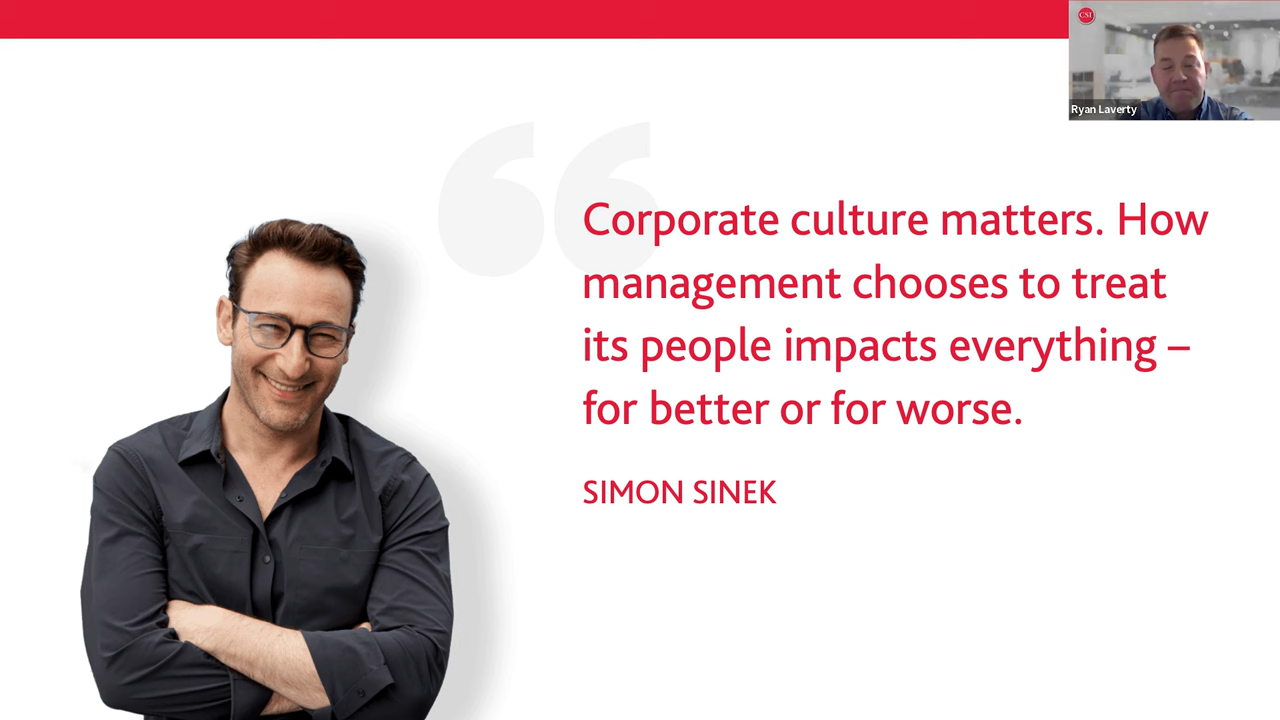 CSI
Ryan Laverty
Corporate culture matters. How
management chooses to treat
its people impacts everything –
for better or for worse.
SIMON SINEK